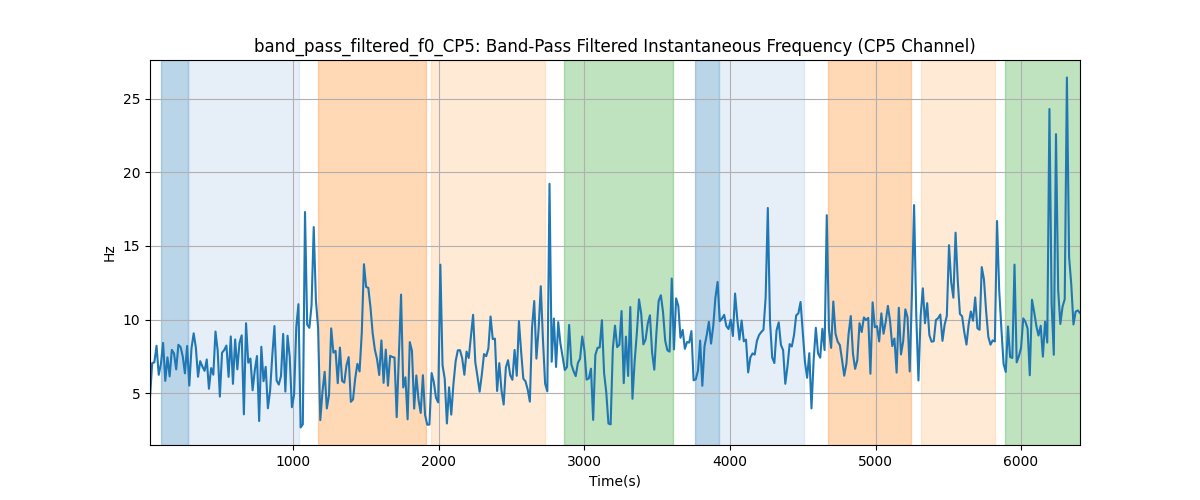 band_pass_filtered_f0_CP5: Band-Pass Filtered Instantaneous Frequency (CP5 Channel)
25
20
15
10
5
Hz
1000 2000 3000 4000 5000 6000
Time(s)